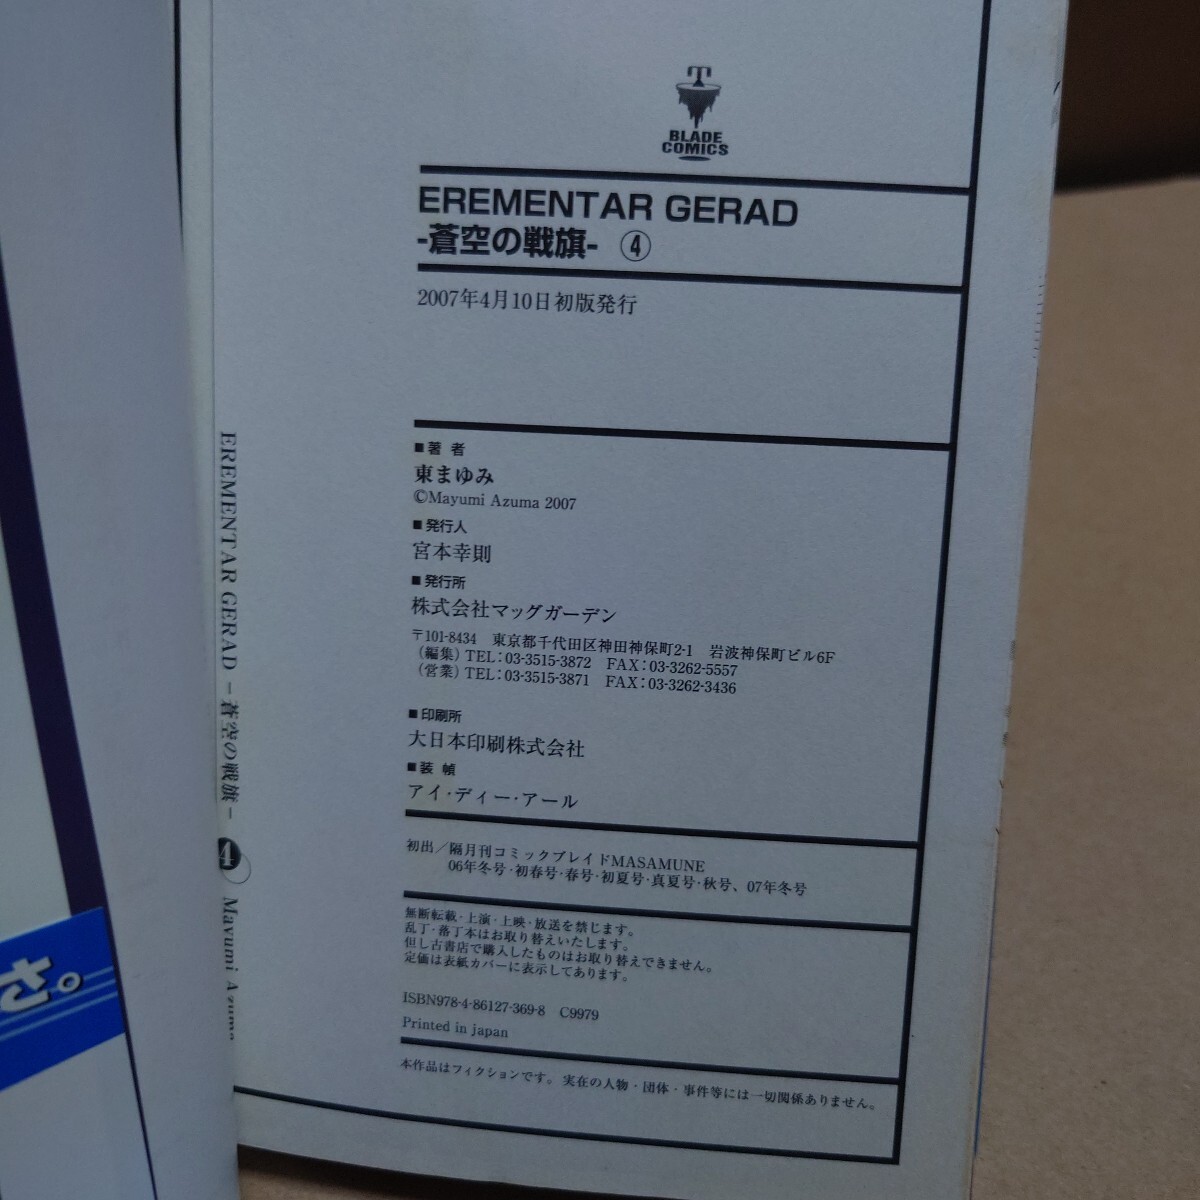 BLADE
COMICS
EREMENTAR GERAD
-蒼空の戦旗- ④
2007年4月10日初版発行
■著 者
東まゆみ
©Mayumi Azuma 2007
■発行人
宮本幸則
■発行所
株式会社マッグガーデン
〒101-8434 東京都千代田区神田神保町2-1 岩波神保町ビル6F
(編集) TEL:03-3515-3872 FAX:03-3262-5557
(営業) TEL:03-3515-3871 FAX:03-3262-3436
■印刷所
大日本印刷株式会社
■装 幀
アイ・ディー・アール
初出／隔月刊コミックブレイドMASAMUNE
06年冬号・初春号・春号・初夏号・真夏号・秋号、07年冬号
無断転載・上演・上映・放送を禁じます。
乱丁・落丁本はお取り替えいたします。
但し古書店で購入したものはお取り替えできません。
定価は表紙カバーに表示してあります。
ISBN978-4-86127-369-8 C9979
Printed in japan
本作品はフィクションです。実在の人物・団体・事件等には一切関係ありません。
EREMENTAR GERAD －蒼空の戦旗－ 4 Mayumi Azuma
さ。